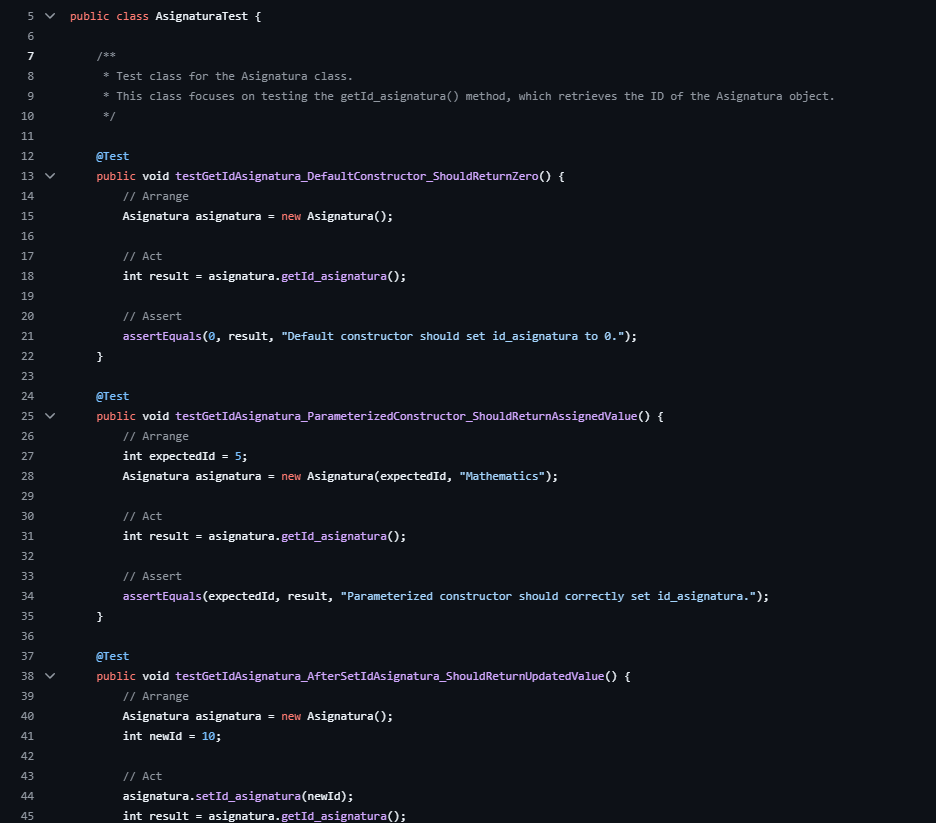 5 public class AsignaturaTest {
6
7 /**
8 * Test class for the Asignatura class.
9 * This class focuses on testing the getId_asignatura() method, which retrieves the ID of the Asignatura object.
10 */
11
12 @Test
13 public void testGetIdAsignatura_DefaultConstructor_ShouldReturnZero() {
14 // Arrange
15 Asignatura asignatura = new Asignatura();
16
17 // Act
18 int result = asignatura.getId_asignatura();
19
20 // Assert
21 assertEquals(0, result, "Default constructor should set id_asignatura to 0.");
22 }
23
24 @Test
25 public void testGetIdAsignatura_ParameterizedConstructor_ShouldReturnAssignedValue() {
26 // Arrange
27 int expectedId = 5;
28 Asignatura asignatura = new Asignatura(expectedId, "Mathematics");
29
30 // Act
31 int result = asignatura.getId_asignatura();
32
33 // Assert
34 assertEquals(expectedId, result, "Parameterized constructor should correctly set id_asignatura.");
35 }
36
37 @Test
38 public void testGetIdAsignatura_AfterSetIdAsignatura_ShouldReturnUpdatedValue() {
39 // Arrange
40 Asignatura asignatura = new Asignatura();
41 int newId = 10;
42
43 // Act
44 asignatura.setId_asignatura(newId);
45 int result = asignatura.getId_asignatura();